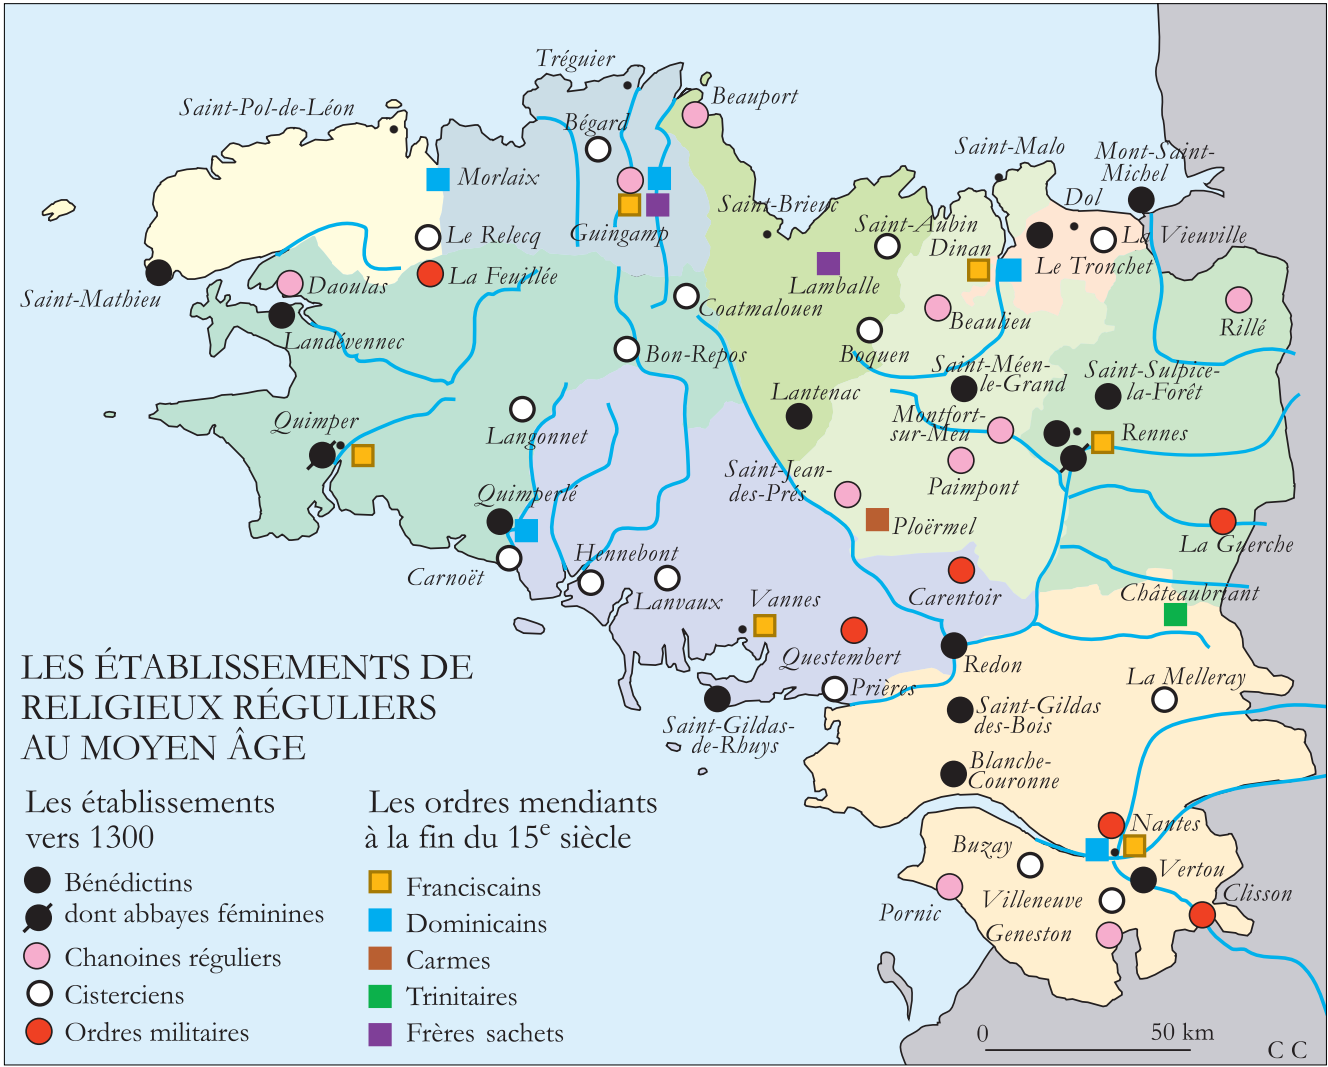 Tréguier
Saint-Pol-de-Léon
Beauport
Bégard
Saint-Malo
Mont-Saint-
Michel
Morlaix
Dol
Saint-Brieuc
Saint-Aubin
Le Relecq
Guingamp
Dinan
La Vieuville
Le Tronchet
La Feuillée
Daoulas
Lamballe
Saint-Mathieu
Coatmalouen
Beaulieu
Rillé
Landévennec
Bon-Repos
Boquen
Saint-Méen-
le-Grand
Saint-Sulpice-
la-Forêt
Lantenac
Quimper
Langonnet
Montfort-
sur-Meu
Rennes
Saint-Jean-
des-Prés
Paimpont
Quimperlé
Ploërmel
La Guerche
Hennebont
Carnoët
Lanvaux
Vannes
Carentoir
Châteaubriant
Questembert
Redon
Prières
La Melleray
Saint-Gildas-
de-Rhuys
Saint-Gildas
des-Bois
Blanche-
Couronne
Nantes
Buzay
Vertou
Villeneuve
Clisson
Pornic
Geneston
LES ÉTABLISSEMENTS DE
RELIGIEUX RÉGULIERS
AU MOYEN ÂGE
Les établissements
vers 1300
Bénédictins
dont abbayes féminines
Chanoines réguliers
Cisterciens
Ordres militaires
Les ordres mendiants
à la fin du 15e siècle
Franciscains
Dominicains
Carmes
Trinitaires
Frères sachets
0 50 km
C C